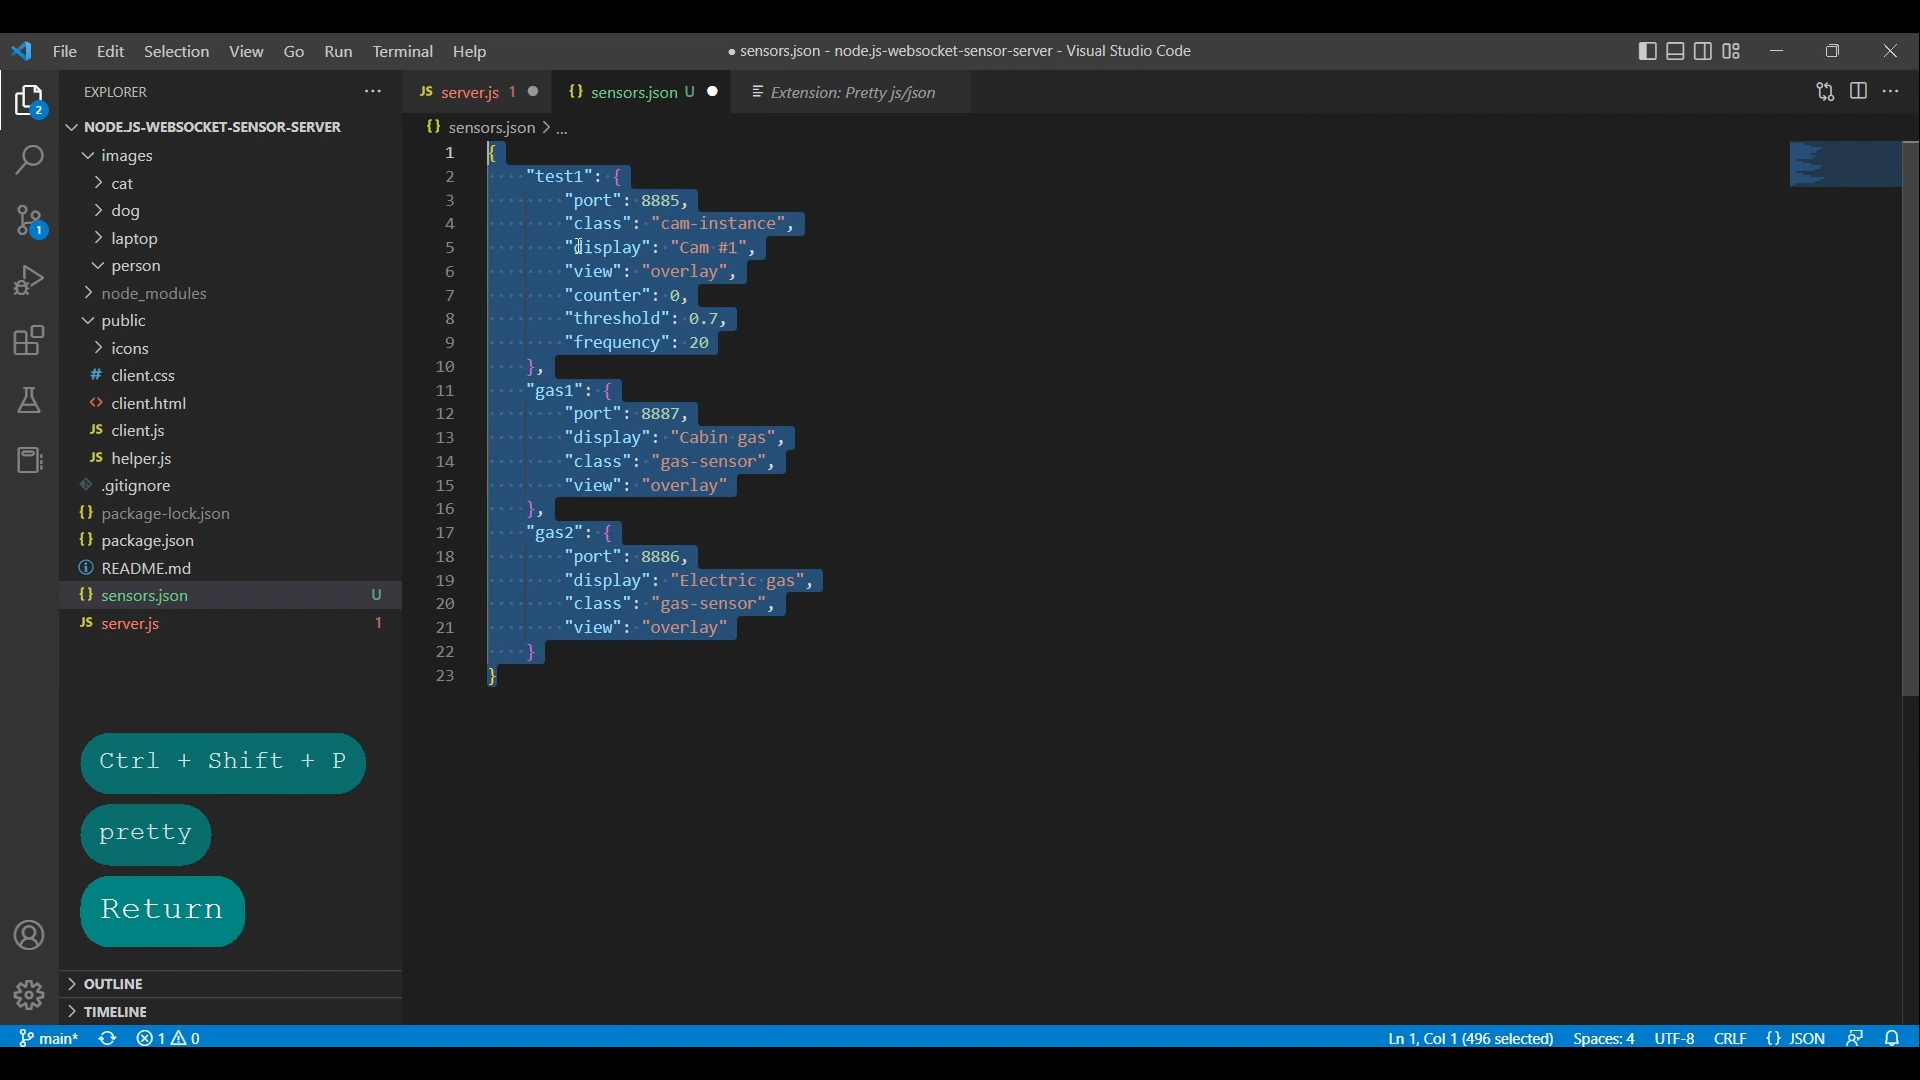 File Edit Selection View Go Run Terminal Help
● sensors.json - node.js-websocket-sensor-server - Visual Studio Code
EXPLORER
JS server.js 1
{} sensors.json U
Extension: Pretty js/json
2
NODE.JS-WEBSOCKET-SENSOR-SERVER
{} sensors.json > ...
images
cat
dog
1
laptop
person
node_modules
public
icons
# client.css
<> client.html
JS client.js
JS helper.js
.gitignore
{} package-lock.json
{} package.json
README.md
{} sensors.json U
JS server.js 1
1 {
2 "test1": {
3 "port": 8885,
4 "class": "cam-instance",
5 "display": "Cam #1",
6 "view": "overlay",
7 "counter": 0,
8 "threshold": 0.7,
9 "frequency": 20
10 },
11 "gas1": {
12 "port": 8887,
13 "display": "Cabin gas",
14 "class": "gas-sensor",
15 "view": "overlay"
16 },
17 "gas2": {
18 "port": 8886,
19 "display": "Electric gas",
20 "class": "gas-sensor",
21 "view": "overlay"
22 }
23 }
Ctrl + Shift + P
pretty
Return
OUTLINE
TIMELINE
main* 1 0
Ln 1, Col 1 (496 selected) Spaces: 4 UTF-8 CRLF {} JSON